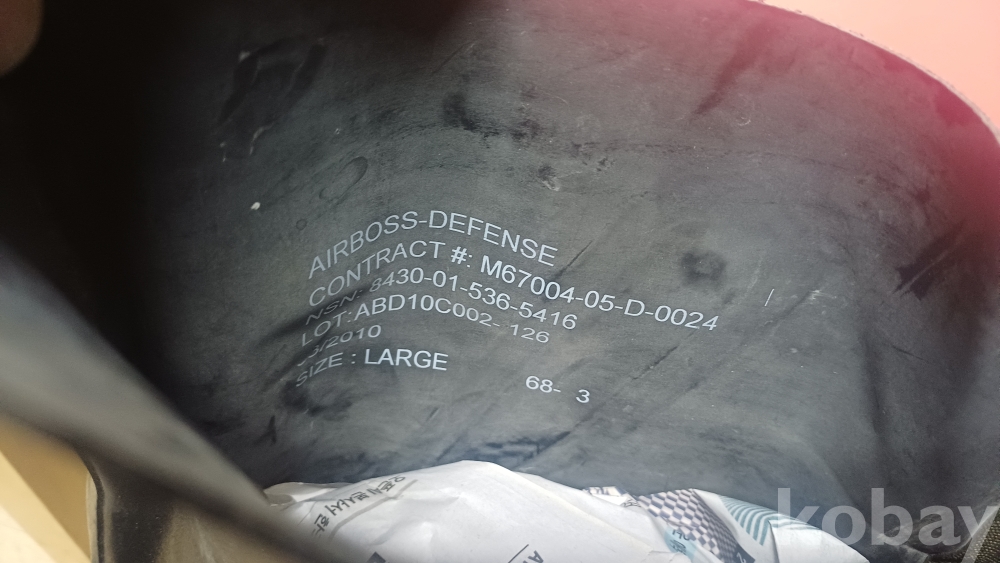 AIRBOSS-DEFENSE
CONTRACT #: M67004-05-D-0024
NSN: 8430-01-536-5416
LOT: ABD10C002- 126
/2010
SIZE : LARGE
68- 3
kobay